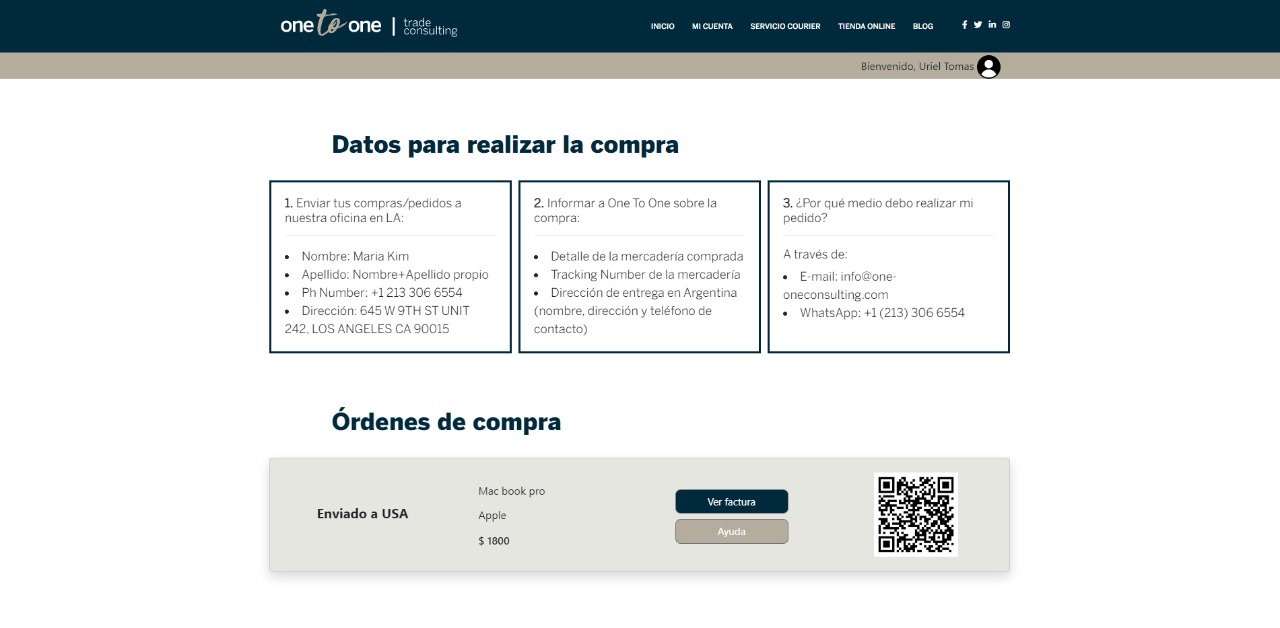 one to one | trade consulting
INICIO MI CUENTA SERVICIO COURIER TIENDA ONLINE BLOG
Bienvenido, Uriel Tomas
Datos para realizar la compra
1. Enviar tus compras/pedidos a
nuestra oficina en LA:
• Nombre: Maria Kim
• Apellido: Nombre+Apellido propio
• Ph Number: +1 213 306 6554
• Dirección: 645 W 9TH ST UNIT
242, LOS ANGELES CA 90015
2. Informar a One To One sobre la
compra:
• Detalle de la mercadería comprada
• Tracking Number de la mercadería
• Dirección de entrega en Argentina
(nombre, dirección y teléfono de
contacto)
3. ¿Por qué medio debo realizar mi
pedido?
A través de:
• E-mail: info@one-
oneconsulting.com
• WhatsApp: +1 (213) 306 6554
Órdenes de compra
Enviado a USA
Mac book pro
Apple
$ 1800
Ver factura
Ayuda